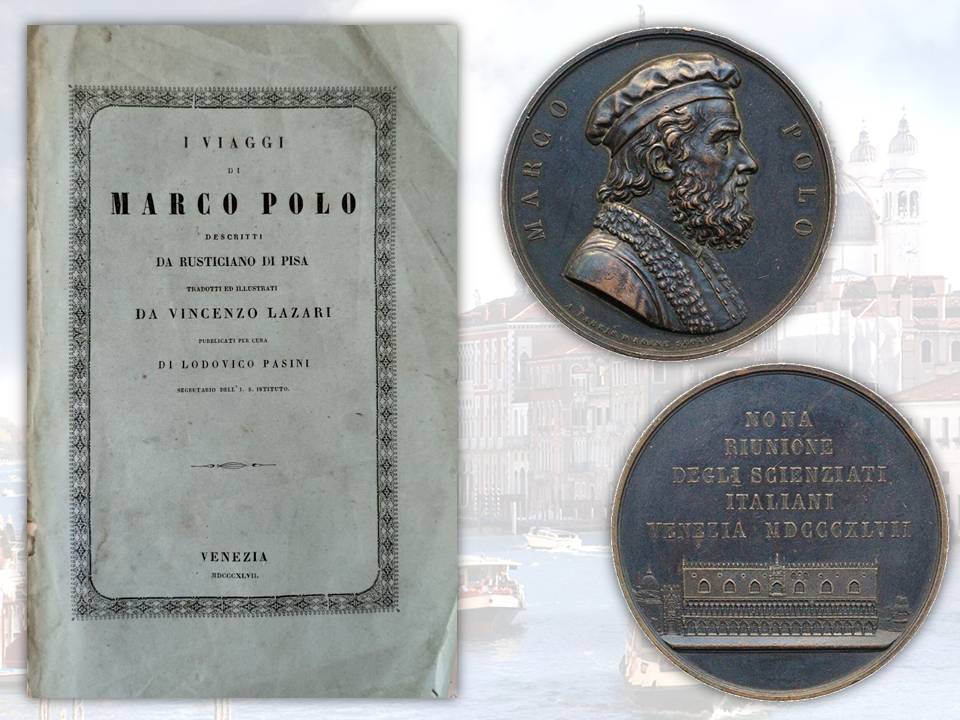 I VIAGGI
DI
MARCO POLO
DESCRITTI
DA RUSTICIANO DI PISA
TRADOTTI ED ILLUSTRATI
DA VINCENZO LAZARI
PUBBLICATI PER CURA
DI LODOVICO PASINI
SEGRETARIO DELL' I. R. ISTITUTO.
VENEZIA
MDCCCXLVII.
MARCO POLO
NONA
RIUNIONE
DEGLI SCIENZIATI
ITALIANI
VENEZIA MDCCCXLVII